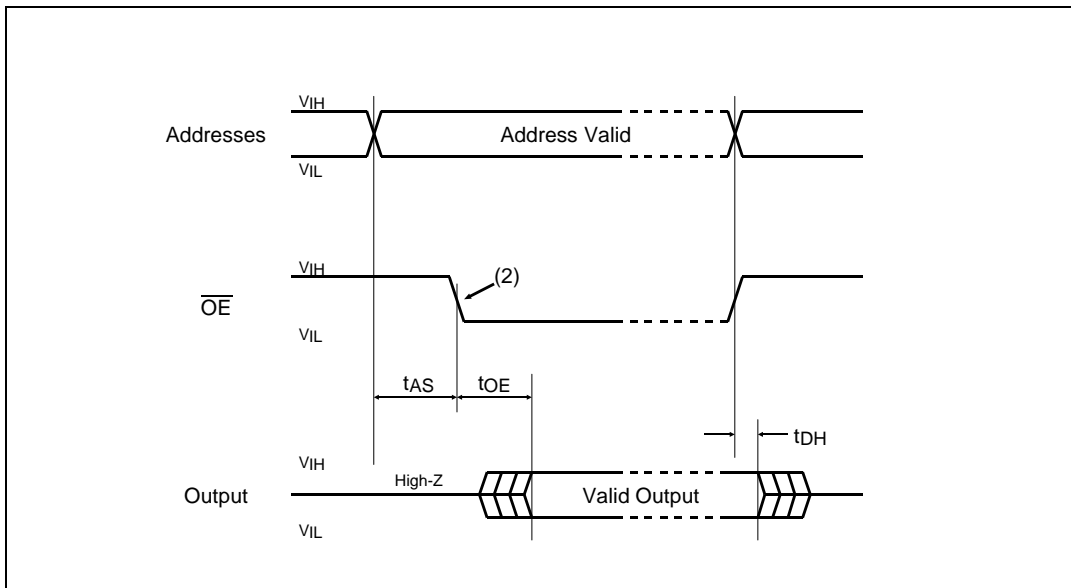 VIH
Addresses
Address Valid
VIL
VIH
(2)
OE
VIL
tAS
tOE
tDH
VIH
High-Z
Output
Valid Output
VIL